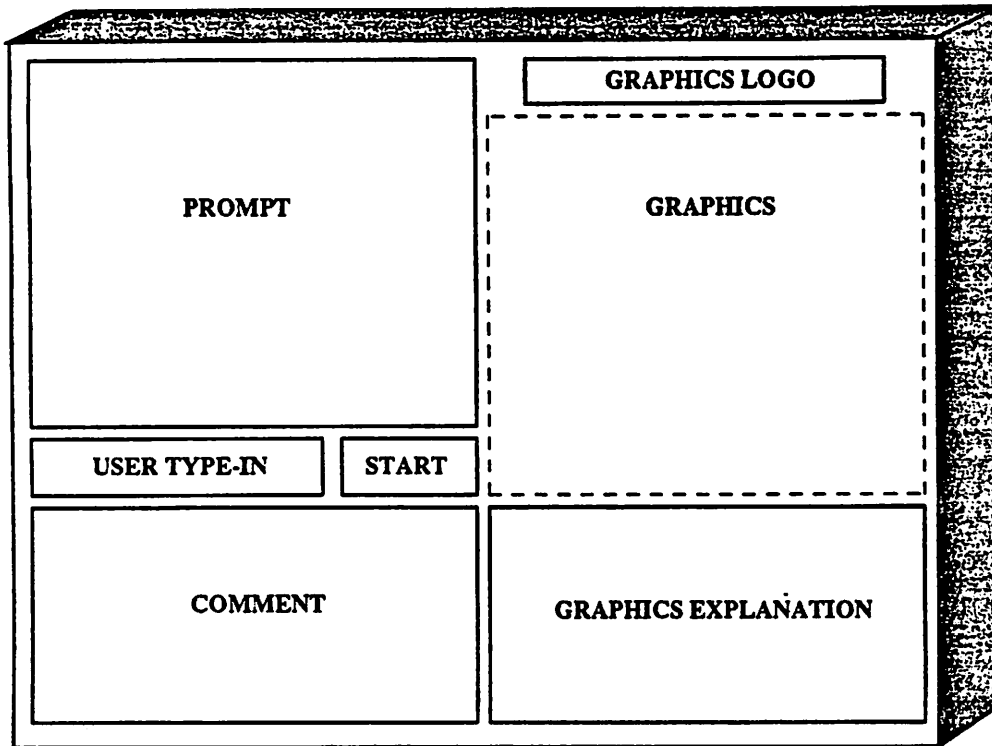 GRAPHICS LOGO
PROMPT
GRAPHICS
USER TYPE-IN
START
COMMENT
GRAPHICS EXPLANATION